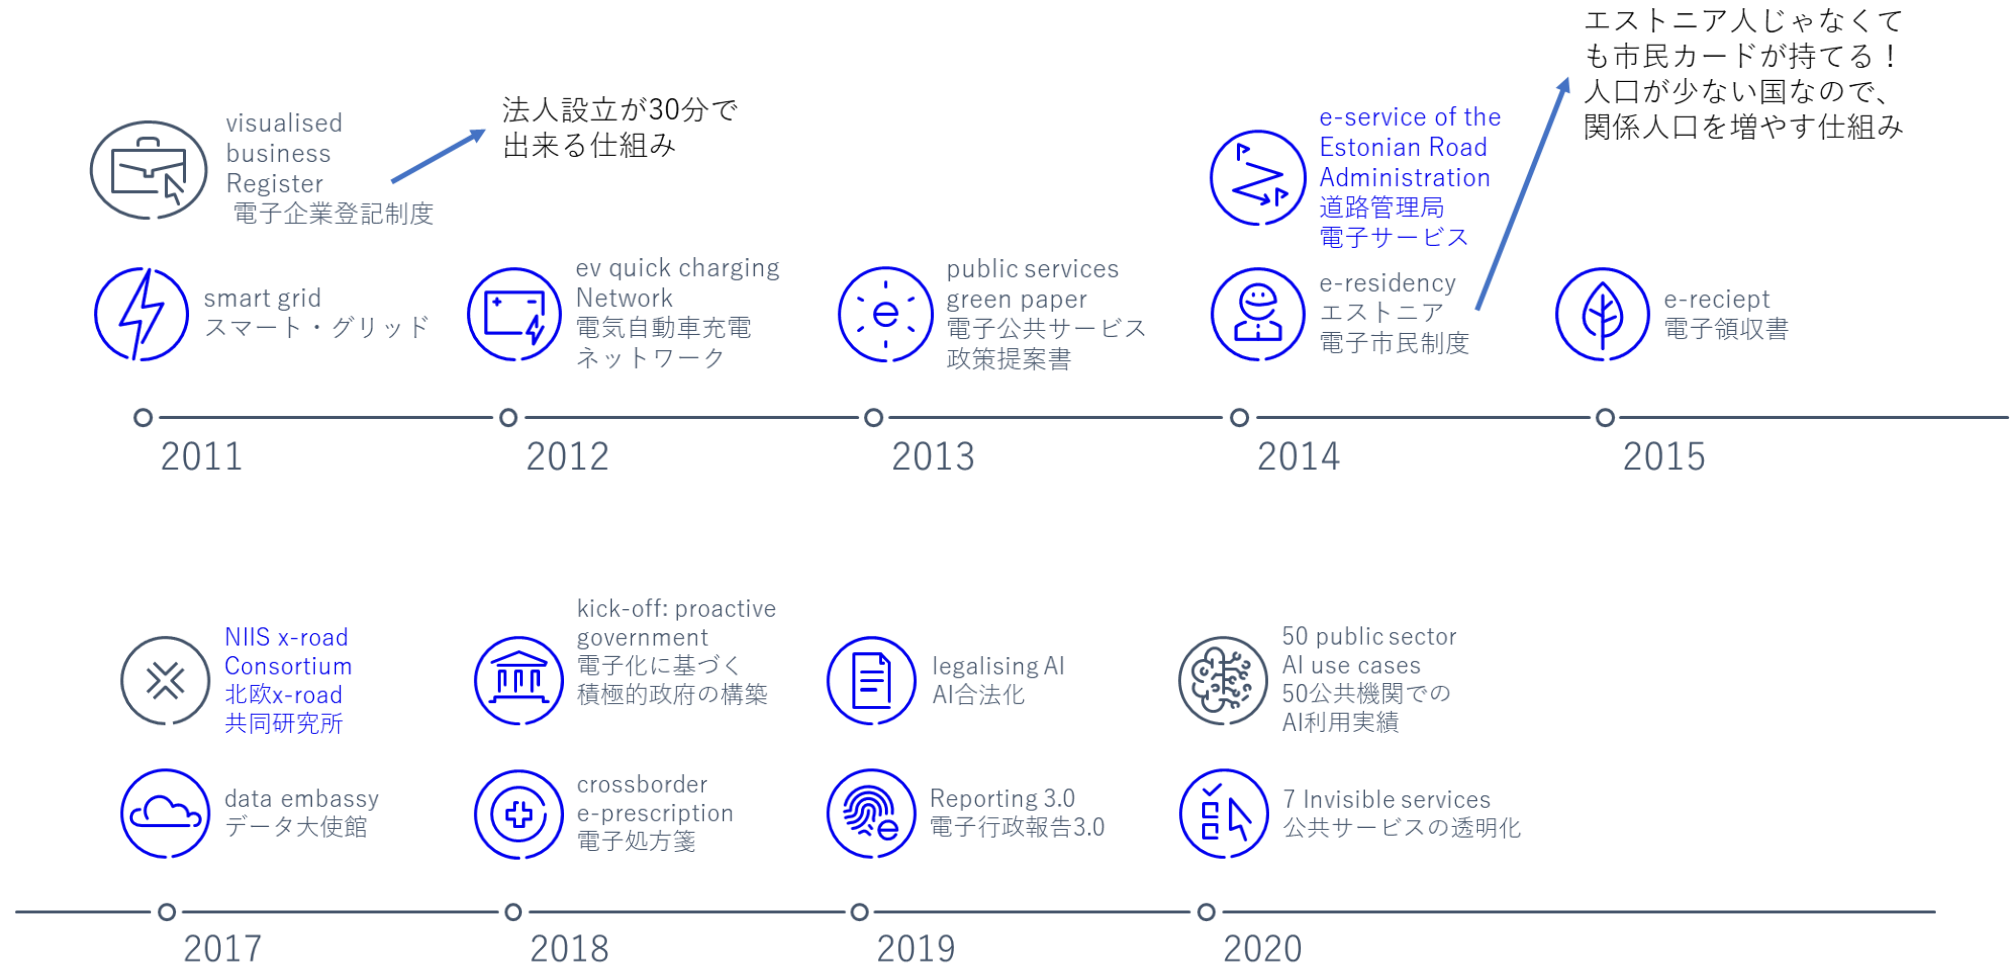 エストニア人じゃなくて
も市民カードが持てる！
人口が少ない国なので、
関係人口を増やす仕組み
visualised
business
Register
電子企業登記制度
法人設立が30分で
出来る仕組み
e-service of the
Estonian Road
Administration
道路管理局
電子サービス
smart grid
スマート・グリッド
ev quick charging
Network
電気自動車充電
ネットワーク
public services
green paper
電子公共サービス
政策提案書
e-residency
エストニア
電子市民制度
e-reciept
電子領収書
2011
2012
2013
2014
2015
NIIS x-road
Consortium
北欧x-road
共同研究所
kick-off: proactive
government
電子化に基づく
積極的政府の構築
legalising AI
AI合法化
50 public sector
AI use cases
50公共機関での
AI利用実績
data embassy
データ大使館
crossborder
e-prescription
電子処方箋
Reporting 3.0
電子行政報告3.0
7 Invisible services
公共サービスの透明化
2017
2018
2019
2020